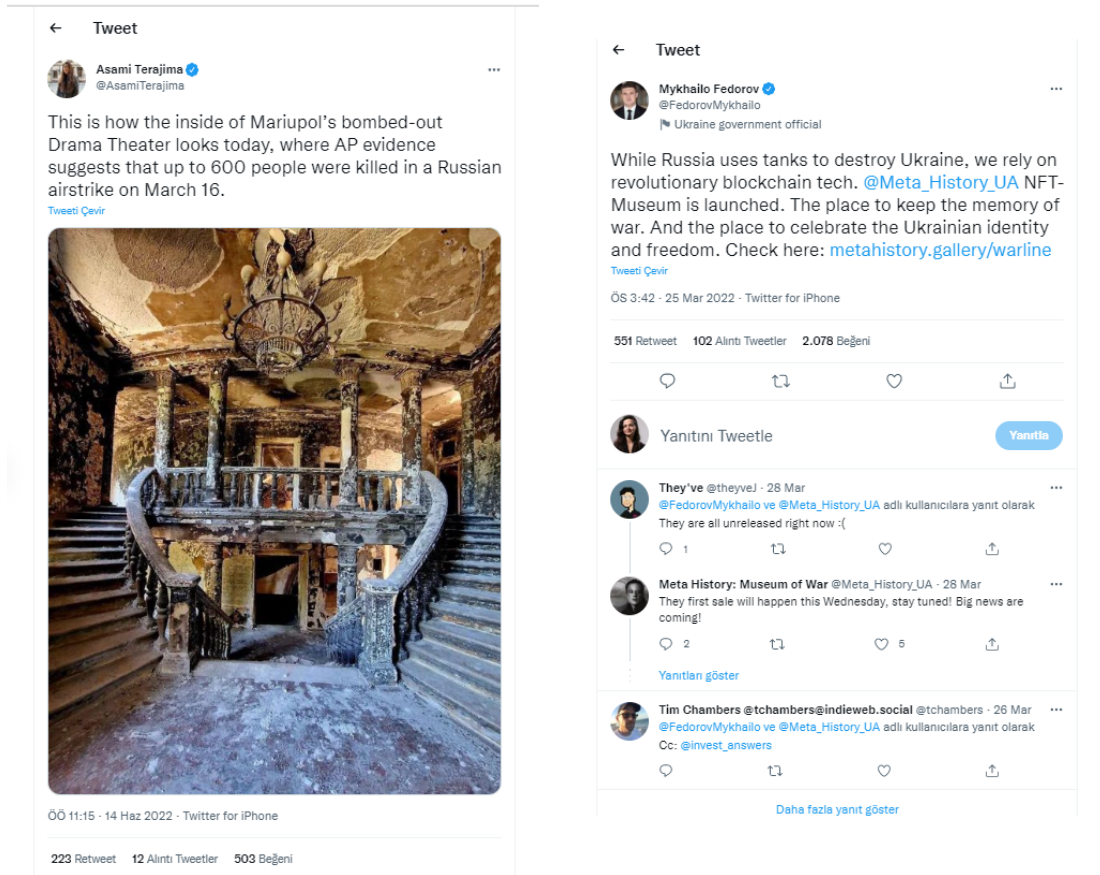 Tweet
Asami Terajima
@AsamiTerajima
This is how the inside of Mariupol's bombed-out
Drama Theater looks today, where AP evidence
suggests that up to 600 people were killed in a Russian
airstrike on March 16.
Tweeti Çevir
ÖÖ 11:15 · 14 Haz 2022 · Twitter for iPhone
223 Retweet 12 Alıntı Tweetler 503 Beğeni
Tweet
Mykhailo Fedorov
@FedorovMykhailo
Ukraine government official
While Russia uses tanks to destroy Ukraine, we rely on
revolutionary blockchain tech. @Meta_History_UA NFT-
Museum is launched. The place to keep the memory of
war. And the place to celebrate the Ukrainian identity
and freedom. Check here: metahistory.gallery/warline
Tweeti Çevir
ÖS 3:42 · 25 Mar 2022 · Twitter for iPhone
551 Retweet 102 Alıntı Tweetler 2.078 Beğeni
Yanıtını Tweetle
Yanıtla
They've @theyveJ · 28 Mar
@FedorovMykhailo ve @Meta_History_UA adlı kullanıcılara yanıt olarak
They are all unreleased right now :(
1
Meta History: Museum of War @Meta_History_UA · 28 Mar
They first sale will happen this Wednesday, stay tuned! Big news are
coming!
2 5
Yanıtları göster
Tim Chambers @tchambers@indieweb.social @tchambers · 26 Mar
@FedorovMykhailo ve @Meta_History_UA adlı kullanıcılara yanıt olarak
Cc: @invest_answers
Daha fazla yanıt göster